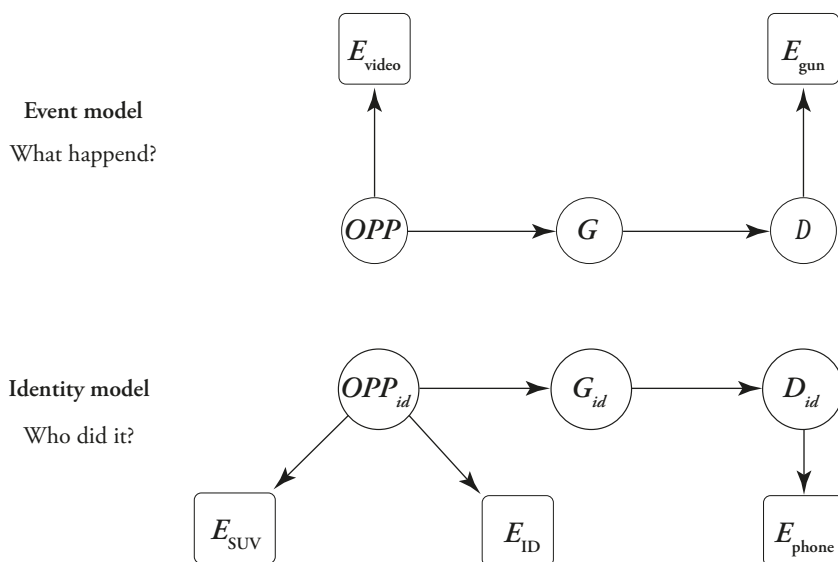 E_video
E_gun
Event model
What happend?
OPP
G
D
OPP_id
G_id
D_id
Identity model
Who did it?
E_SUV
E_ID
E_phone